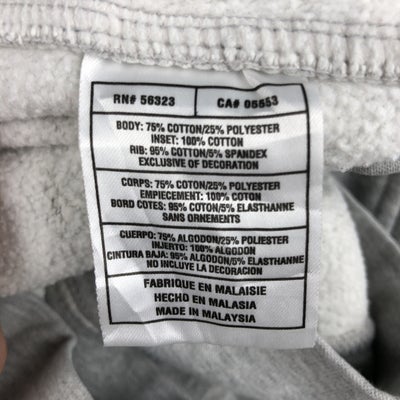 RN# 56323 CA# 05553
BODY: 75% COTTON/25% POLYESTER
INSET: 100% COTTON
RIB: 95% COTTON/5% SPANDEX
EXCLUSIVE OF DECORATION
CORPS: 75% COTON/25% POLYESTER
EMPIECEMENT: 100% COTON
BORD COTES: 95% COTON/5% ELASTHANNE
SANS ORNEMENTS
CUERPO: 75% ALGODON/25% POLIESTER
INJERTO: 100% ALGODON
CINTURA BAJA: 95% ALGODON/5% ELASTHANNE
NO INCLUYE LA DECORACION
FABRIQUE EN MALAISIE
HECHO EN MALASIA
MADE IN MALAYSIA